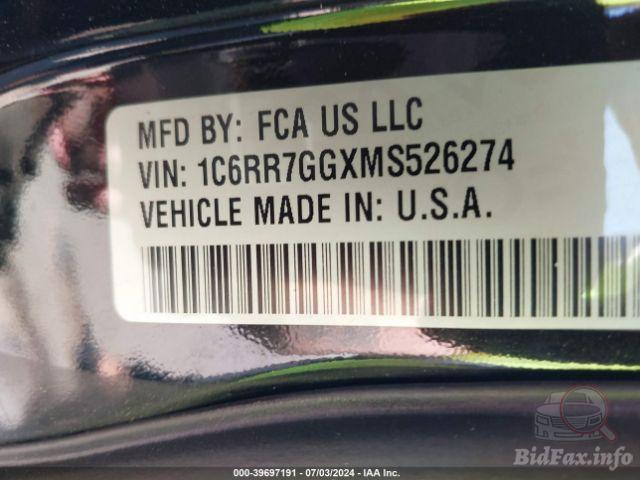 MFD BY: FCA US LLC
VIN: 1C6RR7GGXMS526274
VEHICLE MADE IN: U.S.A.
BidFax.info
000-39697191 - 07/03/2024 - IAA Inc.